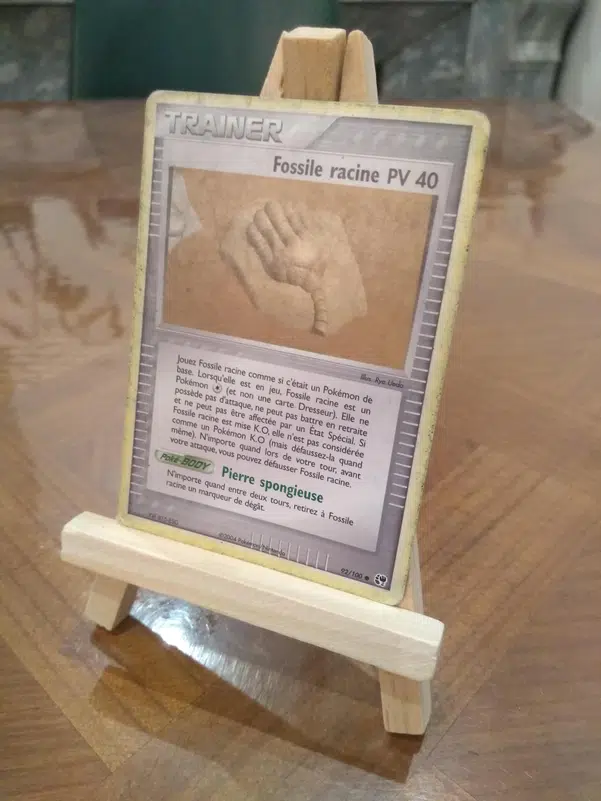 TRAINER
Fossile racine PV 40
Illus. Ryo Ueda
Jouez Fossile racine comme si c'était un Pokémon de
base. Lorsqu'elle est en jeu, Fossile racine est un
Pokémon (et non une carte Dresseur). Elle ne
possède pas d'attaque, ne peut pas battre en retraite
et ne peut pas être affectée par un État Spécial. Si
Fossile racine est mise K.O, elle n'est pas considérée
comme un Pokémon K.O (mais défaussez-la quand
même). N'importe quand lors de votre tour, avant
votre attaque, vous pouvez défausser Fossile racine.
Poké-BODY Pierre spongieuse
N'importe quand entre deux tours, retirez à Fossile
racine un marqueur de dégât.
©2004 Pokémon/Nintendo
92/100